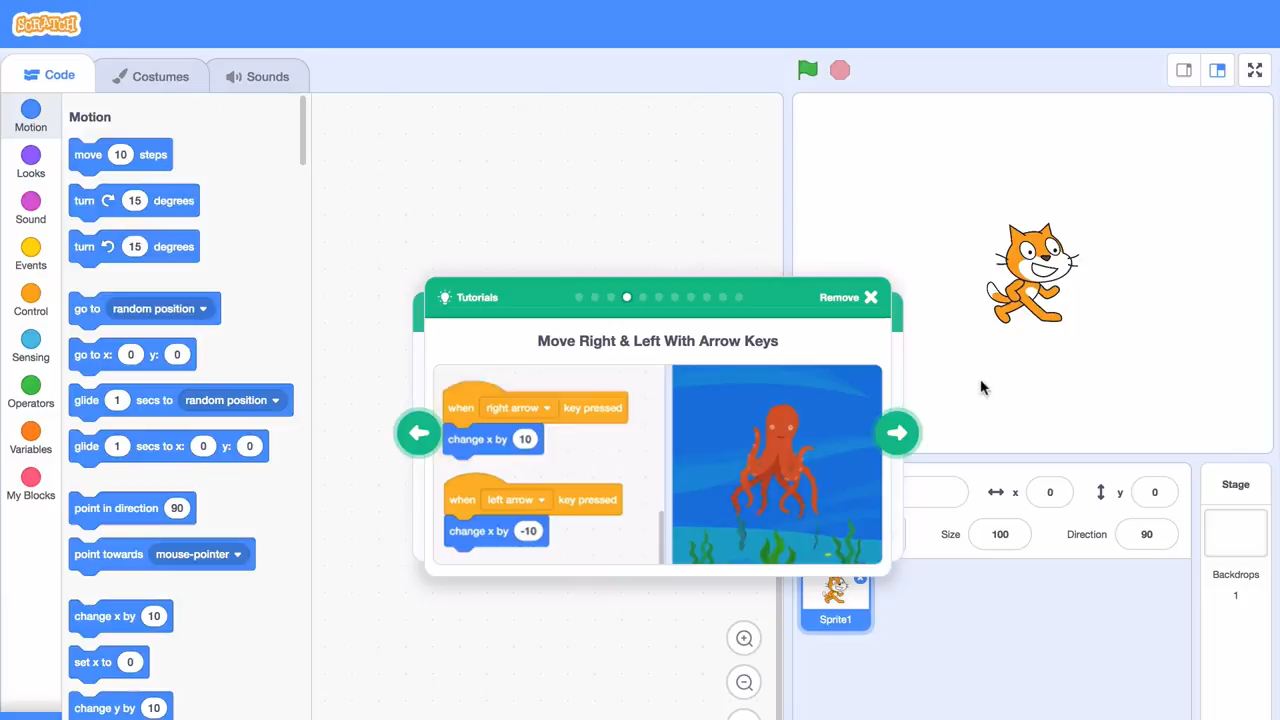 SCRATCH
Code
Costumes
Sounds
Motion
Looks
Sound
Events
Control
Sensing
Operators
Variables
My Blocks
Motion
move 10 steps
turn 15 degrees
turn 15 degrees
go to random position
go to x: 0 y: 0
glide 1 secs to random position
glide 1 secs to x: 0 y: 0
point in direction 90
point towards mouse-pointer
change x by 10
set x to 0
change y by 10
Tutorials
Remove
Move Right & Left With Arrow Keys
when right arrow key pressed
change x by 10
when left arrow key pressed
change x by -10
x 0 y 0
Size 100 Direction 90
Sprite1
Stage
Backdrops
1